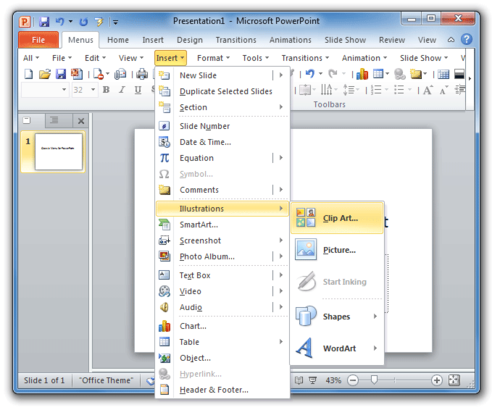 Presentation1 - Microsoft PowerPoint
File Menus Home Insert Design Transitions Animations Slide Show Review
All File Edit View Insert Format Tools Transitions Animation Slide Show
32 B I U
Toolbars
1
New Slide
Duplicate Selected Slides
Section
Slide Number
Date & Time...
Equation
Symbol...
Comments
Illustrations
SmartArt...
Screenshot
Photo Album...
Text Box
Video
Audio
Chart...
Table
Object...
Hyperlink...
Header & Footer...
Clip Art...
Picture...
Start Inking
Shapes
WordArt
Slide 1 of 1 "Office Theme" 43%